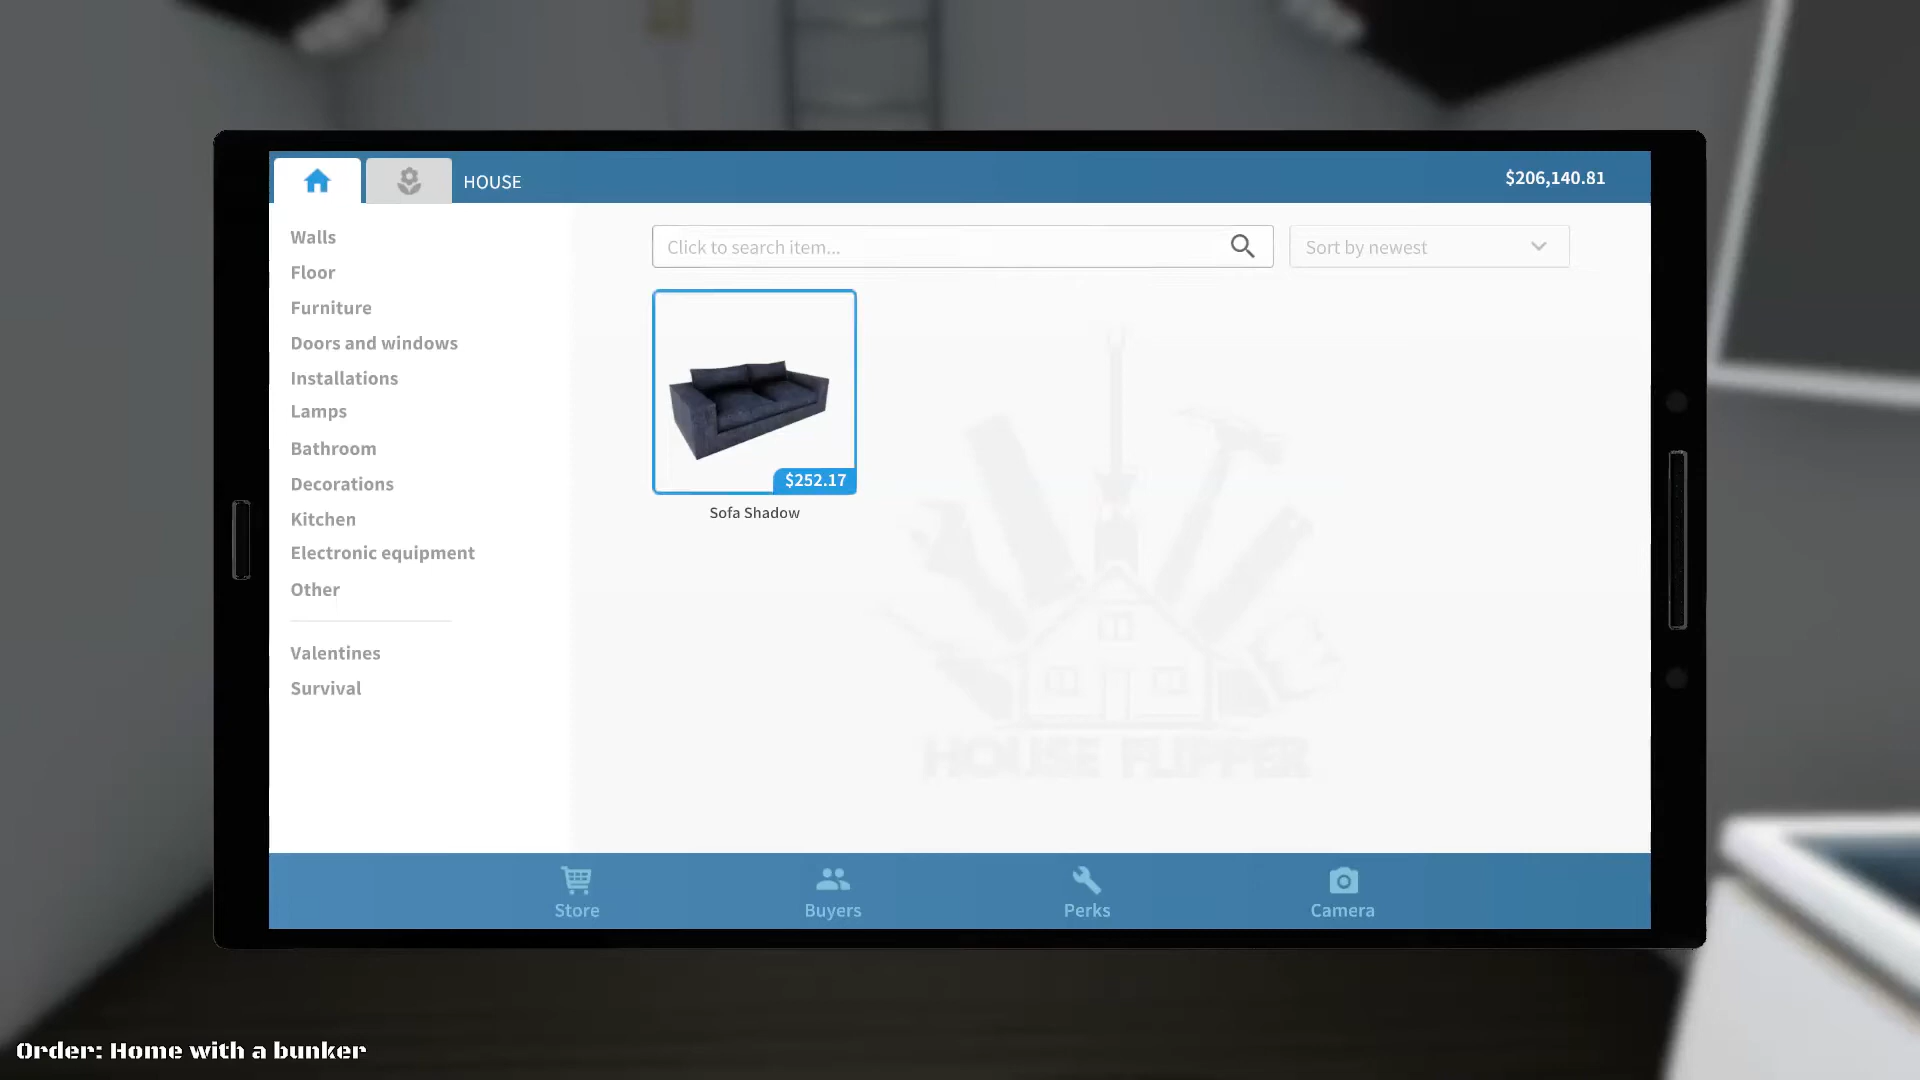 HOUSE
$206,140.81
Walls
Floor
Furniture
Doors and windows
Installations
Lamps
Bathroom
Decorations
Kitchen
Electronic equipment
Other
Valentines
Survival
Click to search item...
Sort by newest
$252.17
Sofa Shadow
HOUSE FLIPPER
Store
Buyers
Perks
Camera
Order: Home with a bunker